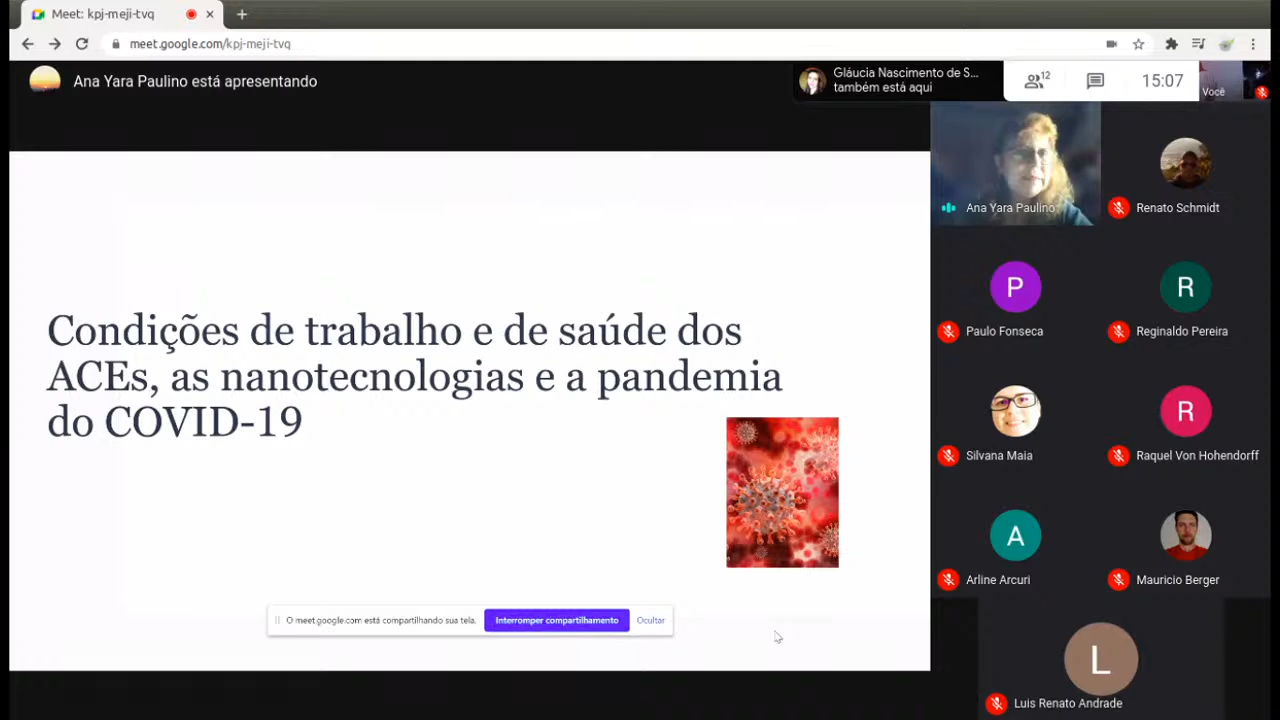 Meet: kpj-meji-tvq
meet.google.com/kpj-meji-tvq
Ana Yara Paulino está apresentando
Gláucia Nascimento de S...
também está aqui
12
15:07
Você
Ana Yara Paulino
Renato Schmidt
P
R
Paulo Fonseca
Reginaldo Pereira
Condições de trabalho e de saúde dos
ACEs, as nanotecnologias e a pandemia
do COVID-19
R
Silvana Maia
Raquel Von Hohendorff
A
Arline Arcuri
Mauricio Berger
O meet.google.com está compartilhando sua tela.
Interromper compartilhamento
Ocultar
L
Luis Renato Andrade